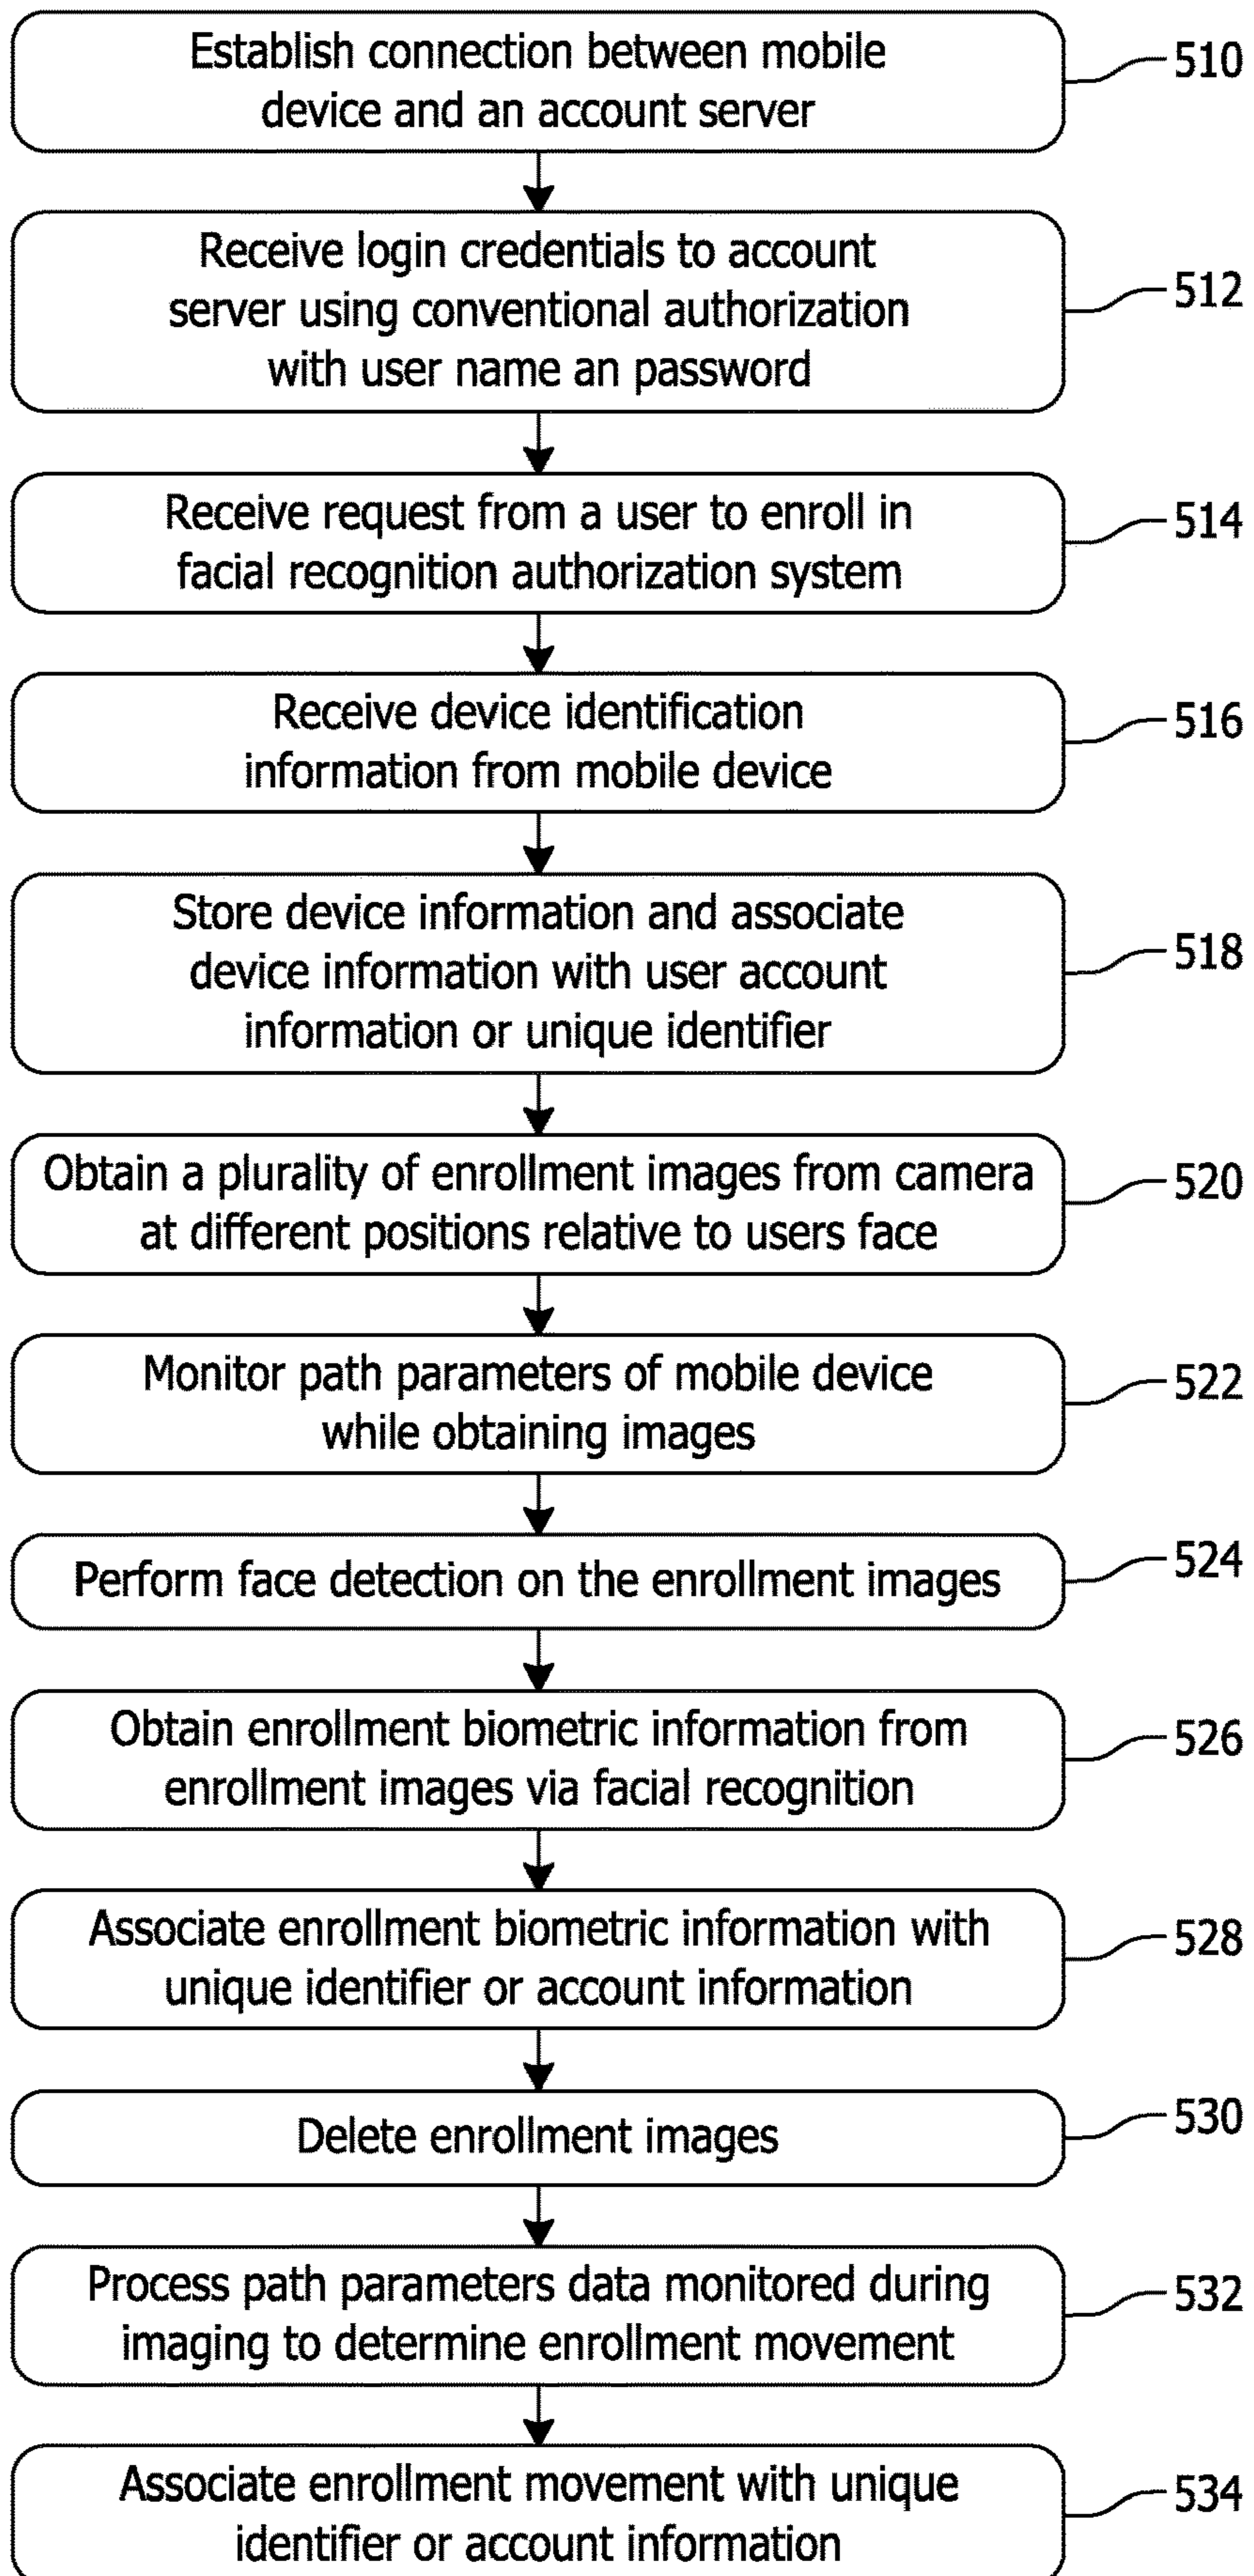 Establish connection between mobile
device and an account server
510
Receive login credentials to account
server using conventional authorization
with user name an password
512
Receive request from a user to enroll in
facial recognition authorization system
514
Receive device identification
information from mobile device
516
Store device information and associate
device information with user account
information or unique identifier
518
Obtain a plurality of enrollment images from camera
at different positions relative to users face
520
Monitor path parameters of mobile device
while obtaining images
522
Perform face detection on the enrollment images
524
Obtain enrollment biometric information from
enrollment images via facial recognition
526
Associate enrollment biometric information with
unique identifier or account information
528
Delete enrollment images
530
Process path parameters data monitored during
imaging to determine enrollment movement
532
Associate enrollment movement with unique
identifier or account information
534